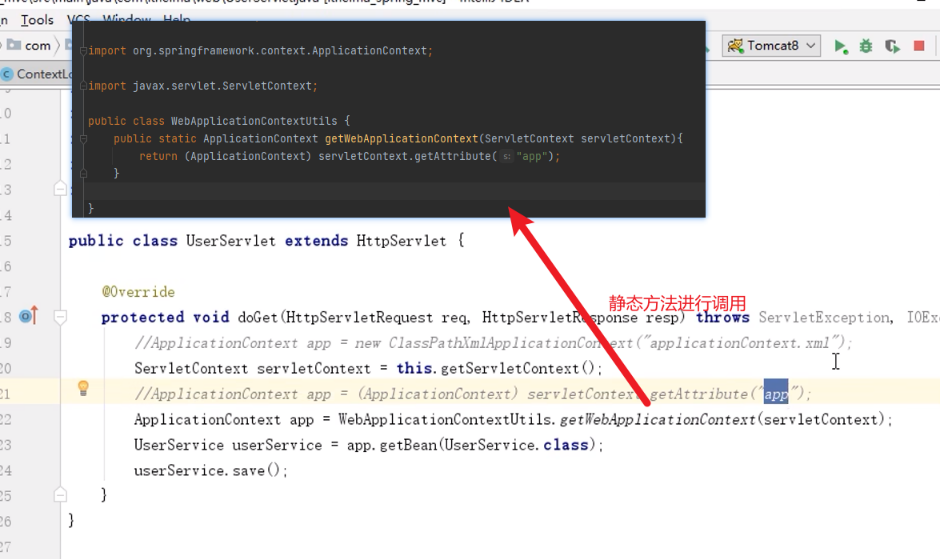 Tools VCS Window Help
com
Tomcat8
ContextLo
import org.springframework.context.ApplicationContext;
import javax.servlet.ServletContext;
public class WebApplicationContextUtils {
public static ApplicationContext getWebApplicationContext(ServletContext servletContext){
return (ApplicationContext) servletContext.getAttribute( s: "app");
}
}
15 public class UserServlet extends HttpServlet {
16
17 @Override
静态方法进行调用
18 protected void doGet(HttpServletRequest req, HttpServletResponse resp) throws ServletException, IOExc
19 //ApplicationContext app = new ClassPathXmlApplicationContext("applicationContext.xml");
20 ServletContext servletContext = this.getServletContext();
21 //ApplicationContext app = (ApplicationContext) servletContext.getAttribute("app");
22 ApplicationContext app = WebApplicationContextUtils.getWebApplicationContext(servletContext);
23 UserService userService = app.getBean(UserService.class);
24 userService.save();
25 }
26 }
27